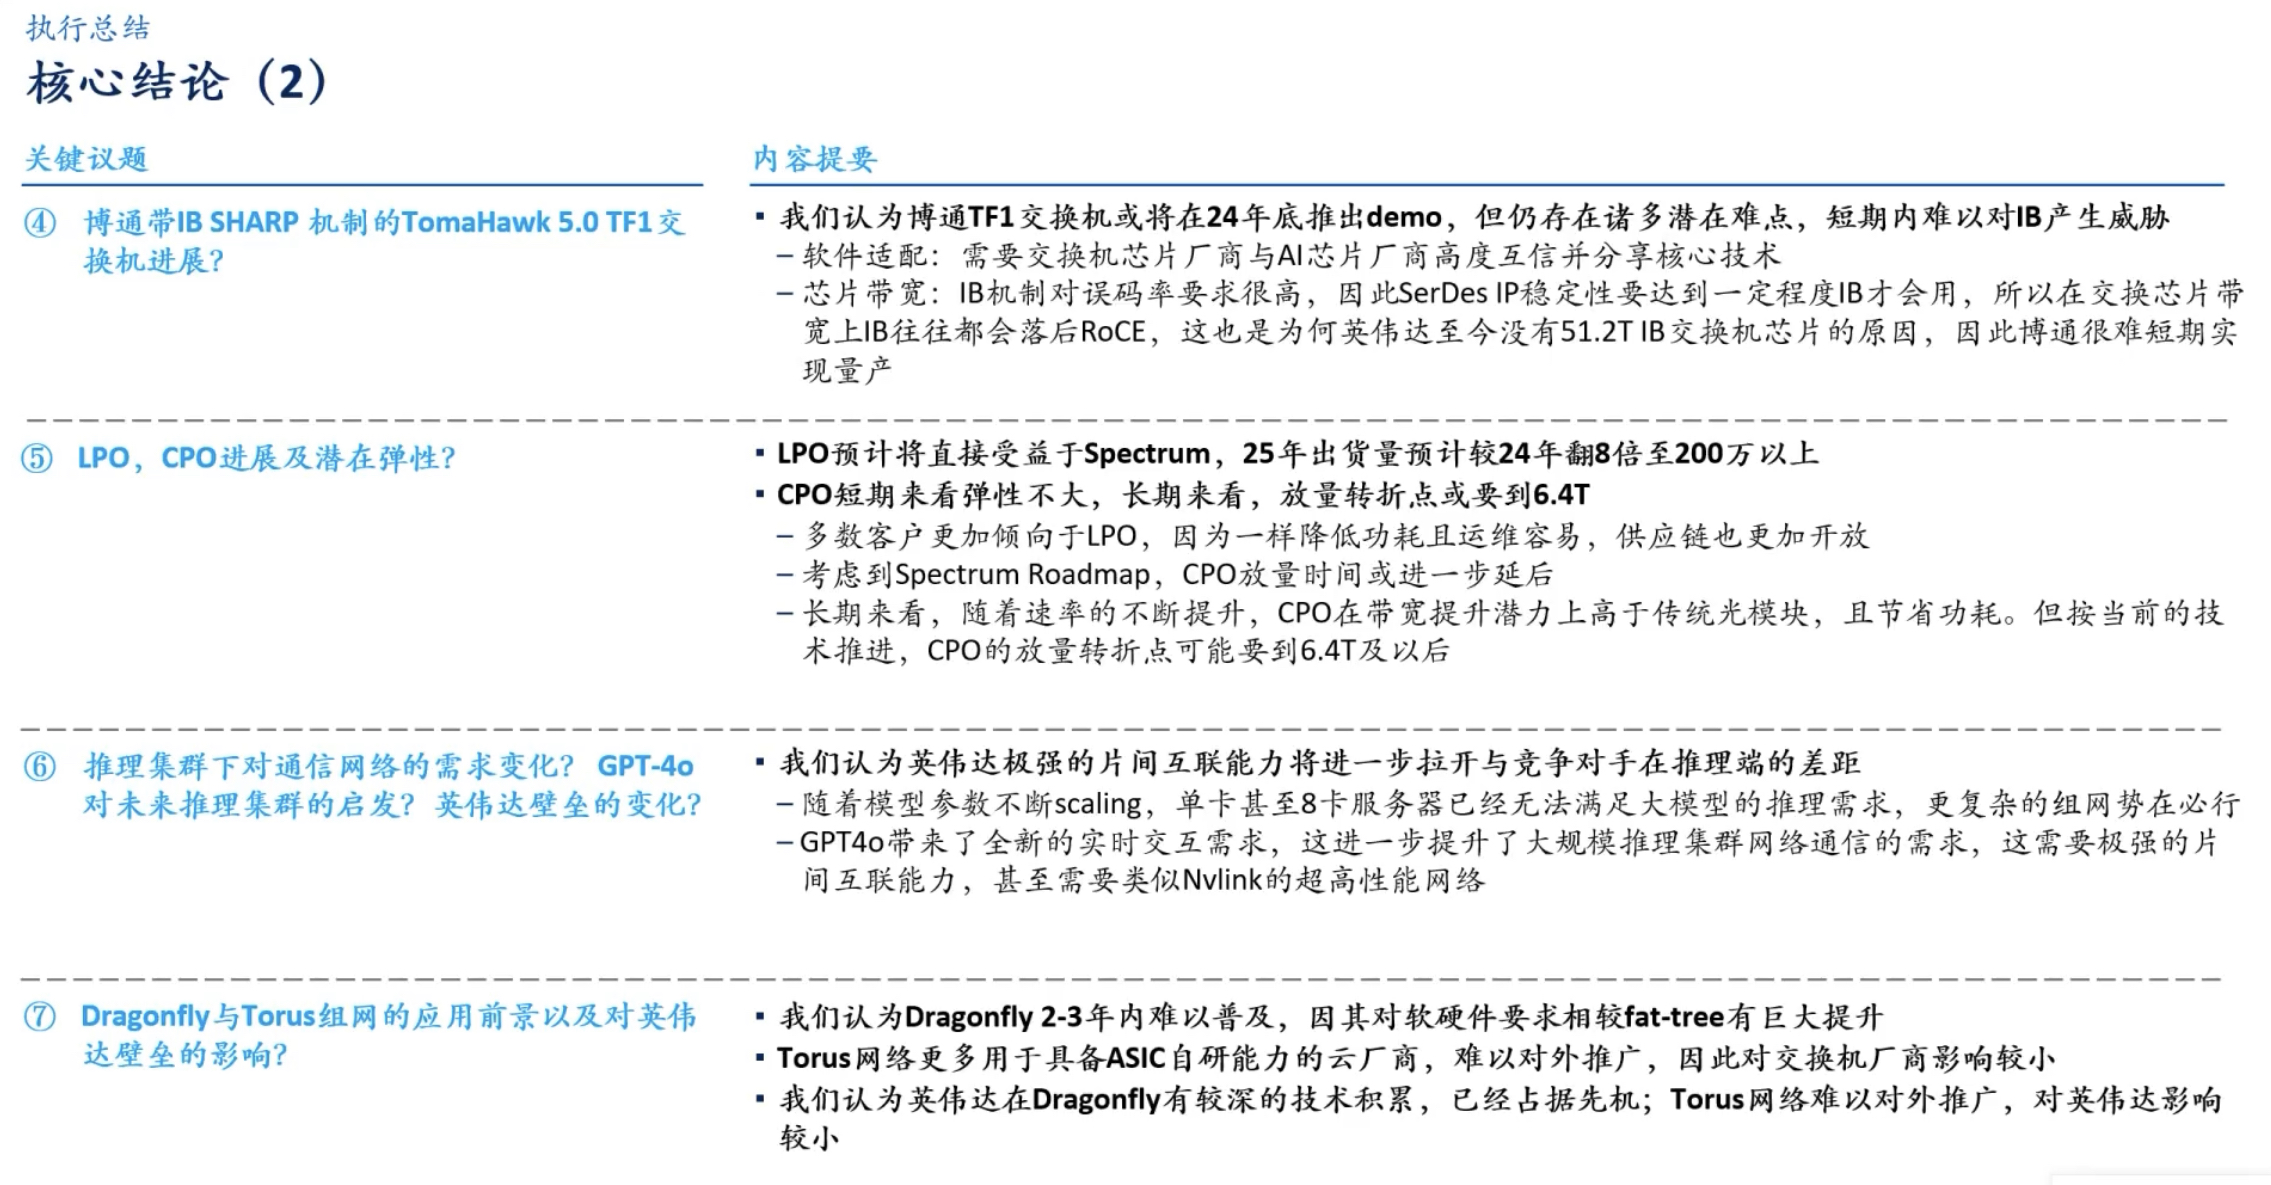 执行总结
核心结论（2）
关键议题
内容提要
④ 博通带IB SHARP 机制的TomaHawk 5.0 TF1交
换机进展?
▪ 我们认为博通TF1交换机或将在24年底推出demo，但仍存在诸多潜在难点，短期内难以对IB产生威胁
– 软件适配：需要交换机芯片厂商与AI芯片厂商高度互信并分享核心技术
– 芯片带宽：IB机制对误码率要求很高，因此SerDes IP稳定性要达到一定程度IB才会用，所以在交换芯片带
宽上IB往往都会落后RoCE，这也是为何英伟达至今没有51.2T IB交换机芯片的原因，因此博通很难短期实
现量产
⑤ LPO，CPO进展及潜在弹性?
▪ LPO预计将直接受益于Spectrum，25年出货量预计较24年翻8倍至200万以上
▪ CPO短期来看弹性不大，长期来看，放量转折点或要到6.4T
– 多数客户更加倾向于LPO，因为一样降低功耗且运维容易，供应链也更加开放
– 考虑到Spectrum Roadmap，CPO放量时间或进一步延后
– 长期来看，随着速率的不断提升，CPO在带宽提升潜力上高于传统光模块，且节省功耗。但按当前的技
术推进，CPO的放量转折点可能要到6.4T及以后
⑥ 推理集群下对通信网络的需求变化? GPT-4o
对未来推理集群的启发? 英伟达壁垒的变化?
▪ 我们认为英伟达极强的片间互联能力将进一步拉开与竞争对手在推理端的差距
– 随着模型参数不断scaling，单卡甚至8卡服务器已经无法满足大模型的推理需求，更复杂的组网势在必行
– GPT4o带来了全新的实时交互需求，这进一步提升了大规模推理集群网络通信的需求，这需要极强的片
间互联能力，甚至需要类似Nvlink的超高性能网络
⑦ Dragonfly与Torus组网的应用前景以及对英伟
达壁垒的影响?
▪ 我们认为Dragonfly 2-3年内难以普及，因其对软硬件要求相较fat-tree有巨大提升
▪ Torus网络更多用于具备ASIC自研能力的云厂商，难以对外推广，因此对交换机厂商影响较小
▪ 我们认为英伟达在Dragonfly有较深的技术积累，已经占据先机；Torus网络难以对外推广，对英伟达影响
较小